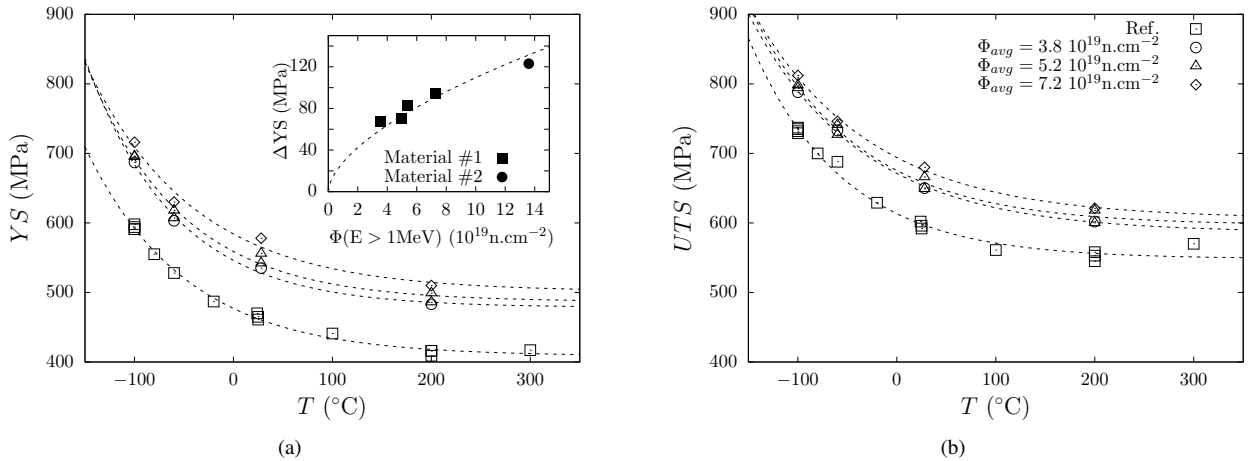 900
800
700
600
500
400
YS (MPa)
−100 0 100 200 300
T (°C)
120
80
40
0
ΔYS (MPa)
Material #1
Material #2
0 2 4 6 8 10 12 14
Φ(E > 1MeV) (10¹⁹n.cm⁻²)
(a)
900
800
700
600
500
400
UTS (MPa)
Ref.
Φavg = 3.8 10¹⁹n.cm⁻²
Φavg = 5.2 10¹⁹n.cm⁻²
Φavg = 7.2 10¹⁹n.cm⁻²
−100 0 100 200 300
T (°C)
(b)